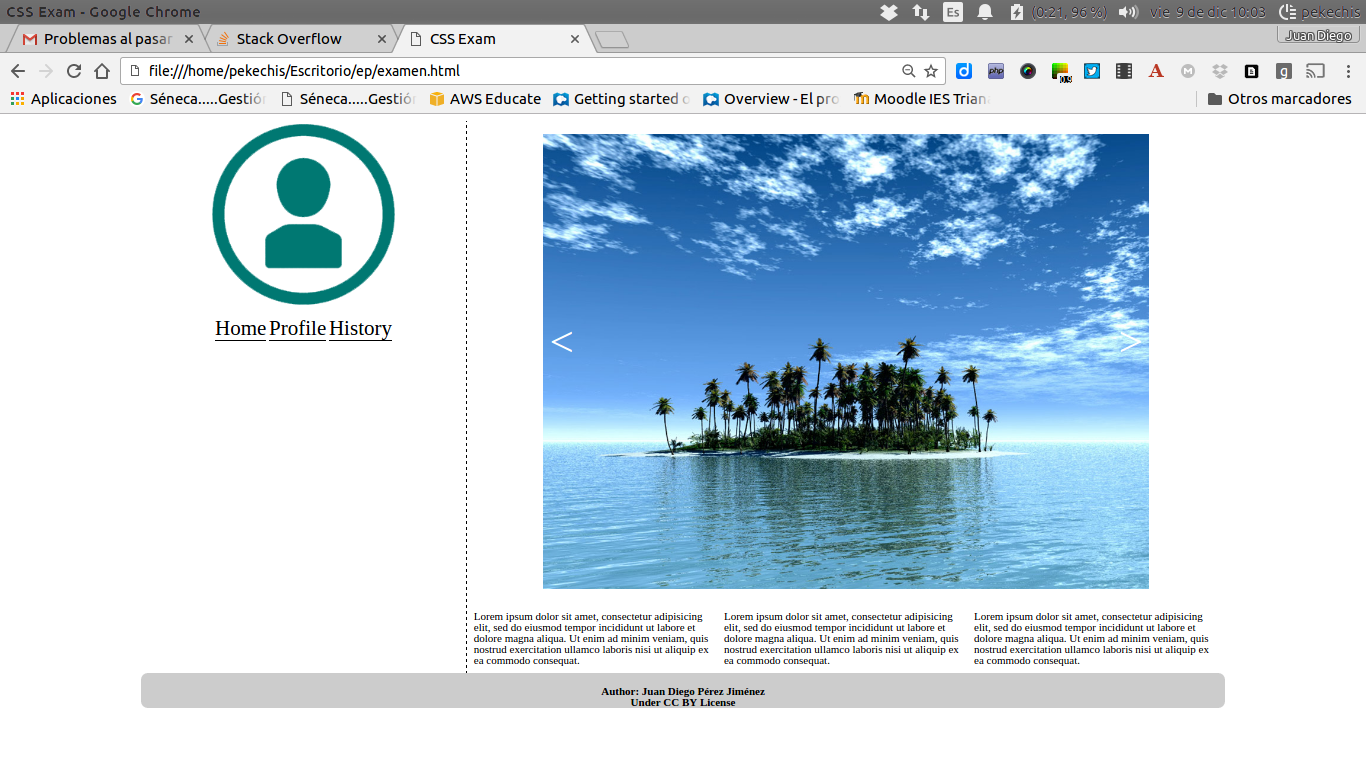 CSS Exam - Google Chrome
Es
(0:21, 96 %)
vie 9 de dic 10:03
pekechis
Problemas al pasar
Stack Overflow
CSS Exam
Juan Diego
file:///home/pekechis/Escritorio/ep/examen.html
Aplicaciones
Séneca.....Gestión
Séneca.....Gestión
AWS Educate
Getting started o
Overview - El pro
Moodle IES Trian
Otros marcadores
Home Profile History
<
>
Lorem ipsum dolor sit amet, consectetur adipisicing
elit, sed do eiusmod tempor incididunt ut labore et
dolore magna aliqua. Ut enim ad minim veniam, quis
nostrud exercitation ullamco laboris nisi ut aliquip ex
ea commodo consequat.
Lorem ipsum dolor sit amet, consectetur adipisicing
elit, sed do eiusmod tempor incididunt ut labore et
dolore magna aliqua. Ut enim ad minim veniam, quis
nostrud exercitation ullamco laboris nisi ut aliquip ex
ea commodo consequat.
Lorem ipsum dolor sit amet, consectetur adipisicing
elit, sed do eiusmod tempor incididunt ut labore et
dolore magna aliqua. Ut enim ad minim veniam, quis
nostrud exercitation ullamco laboris nisi ut aliquip ex
ea commodo consequat.
Author: Juan Diego Pérez Jiménez
Under CC BY License